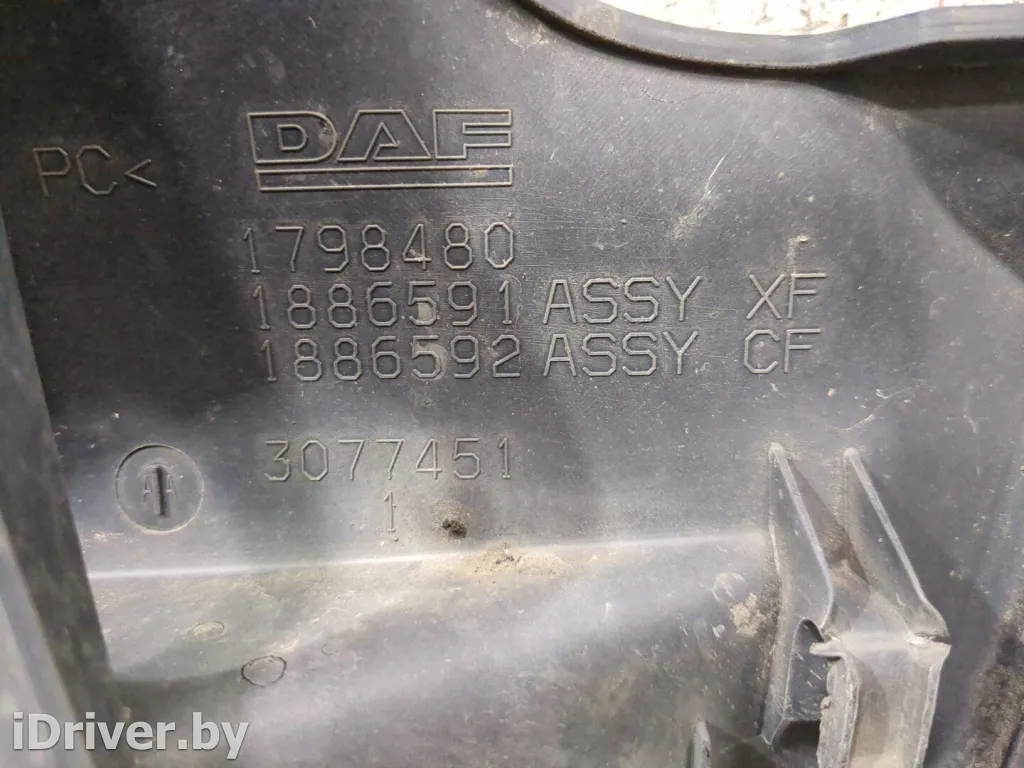 DAF
PC<
1798480
1886591 ASSY XF
1886592 ASSY CF
3077451
1
iDriver.by